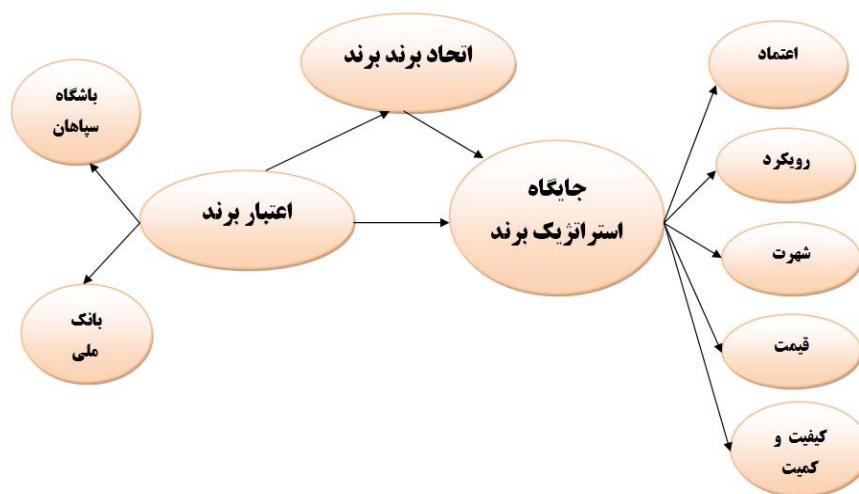 اتحاد برند برند
اعتماد
باشگاه
سپاهان
رویکرد
جایگاه
استراتژیک برند
اعتبار برند
شهرت
بانک
ملی
قیمت
کیفیت و
کمیت